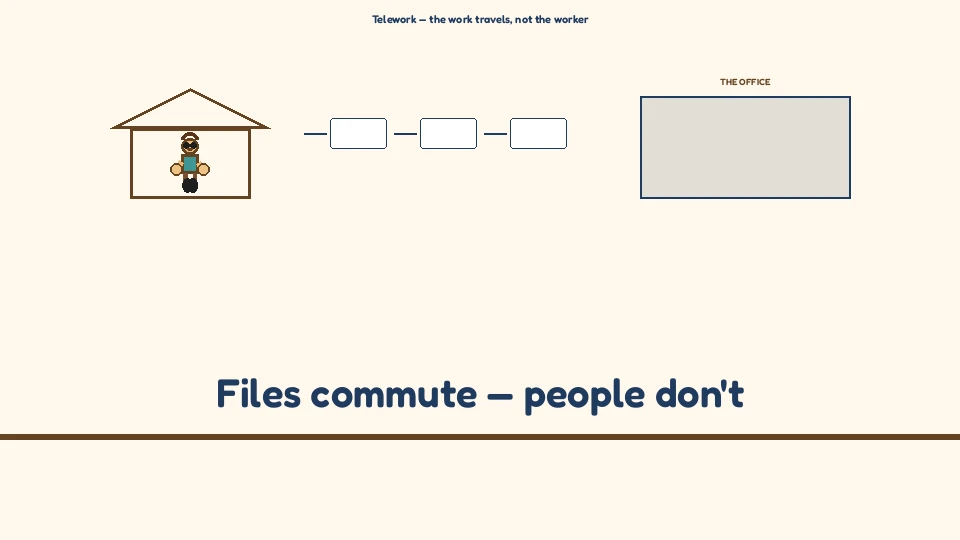 Telework — the work travels, not the worker
THE OFFICE
Files commute — people don't